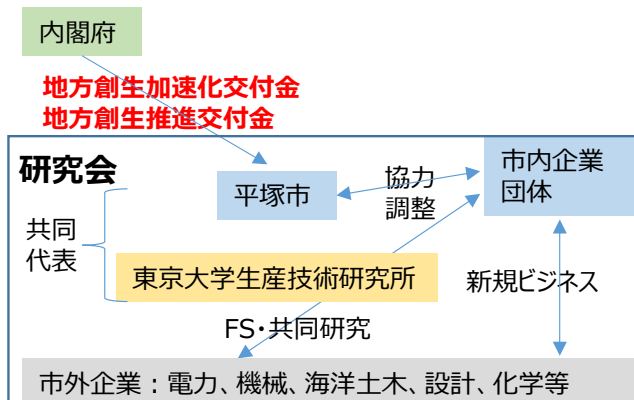 内閣府
地方創生加速化交付金
地方創生推進交付金
研究会
平塚市
協力
調整
市内企業
団体
共同
代表
東京大学生産技術研究所
新規ビジネス
FS・共同研究
市外企業：電力、機械、海洋土木、設計、化学等